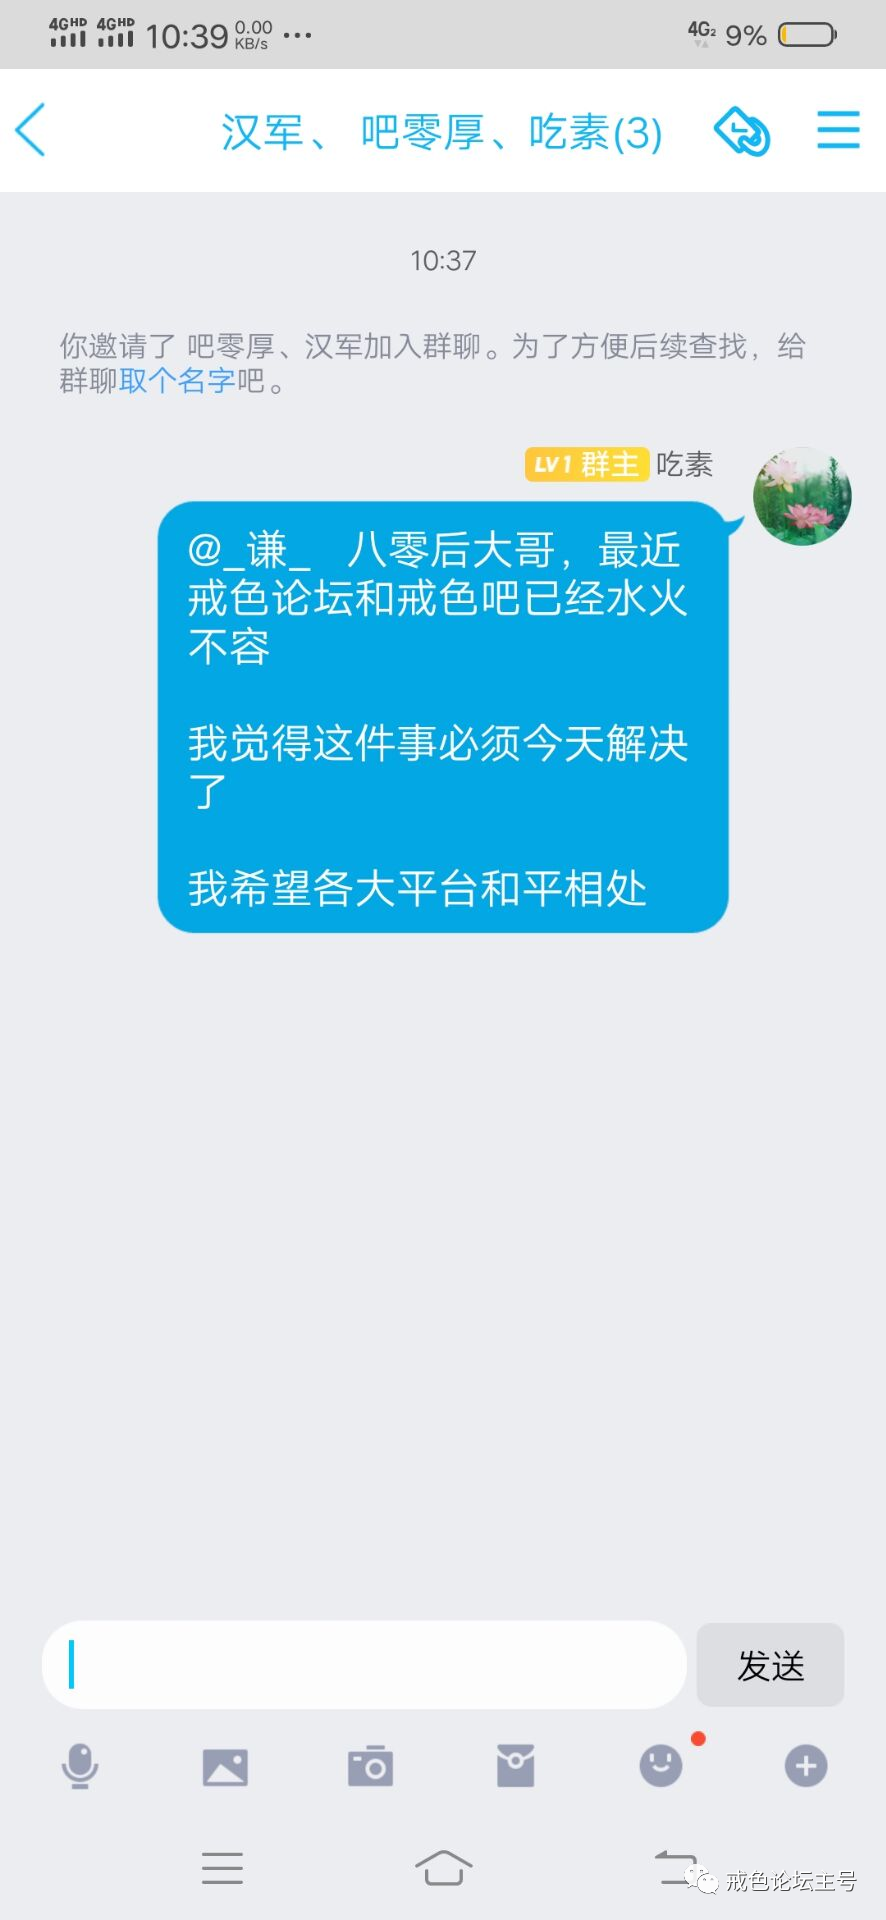 4GHD 4GHD 10:39 0.00 KB/s ... 4G2 9%
汉军、 吧零厚、吃素(3)
10:37
你邀请了 吧零厚、汉军加入群聊。为了方便后续查找，给
群聊取个名字吧。
LV1 群主 吃素
@_谦_ 八零后大哥，最近
戒色论坛和戒色吧已经水火
不容
我觉得这件事必须今天解决
了
我希望各大平台和平相处
发送
戒色论坛主号